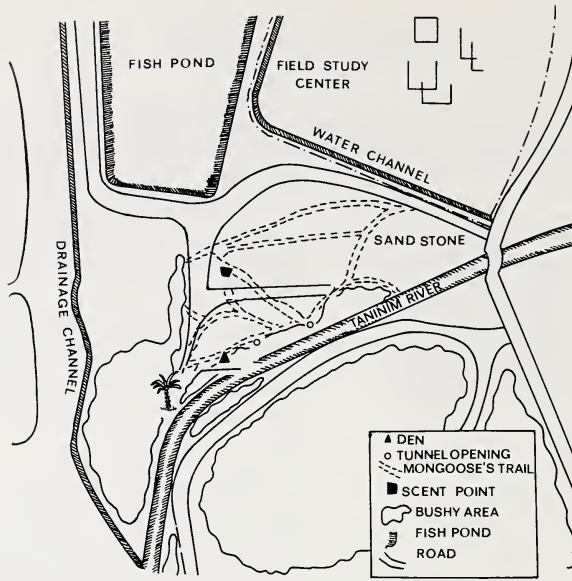 FISH POND
FIELD STUDY
CENTER
WATER CHANNEL
SAND STONE
DRAINAGE CHANNEL
TANINIM RIVER
DEN
TUNEL OPENING
MONGOOSE'S TRAIL
SCENT POINT
BUSHY AREA
FISH POND
ROAD